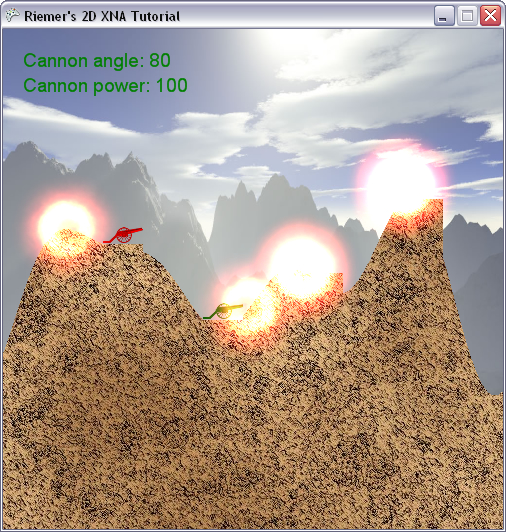 Riemer's 2D XNA Tutorial
Cannon angle: 80
Cannon power: 100